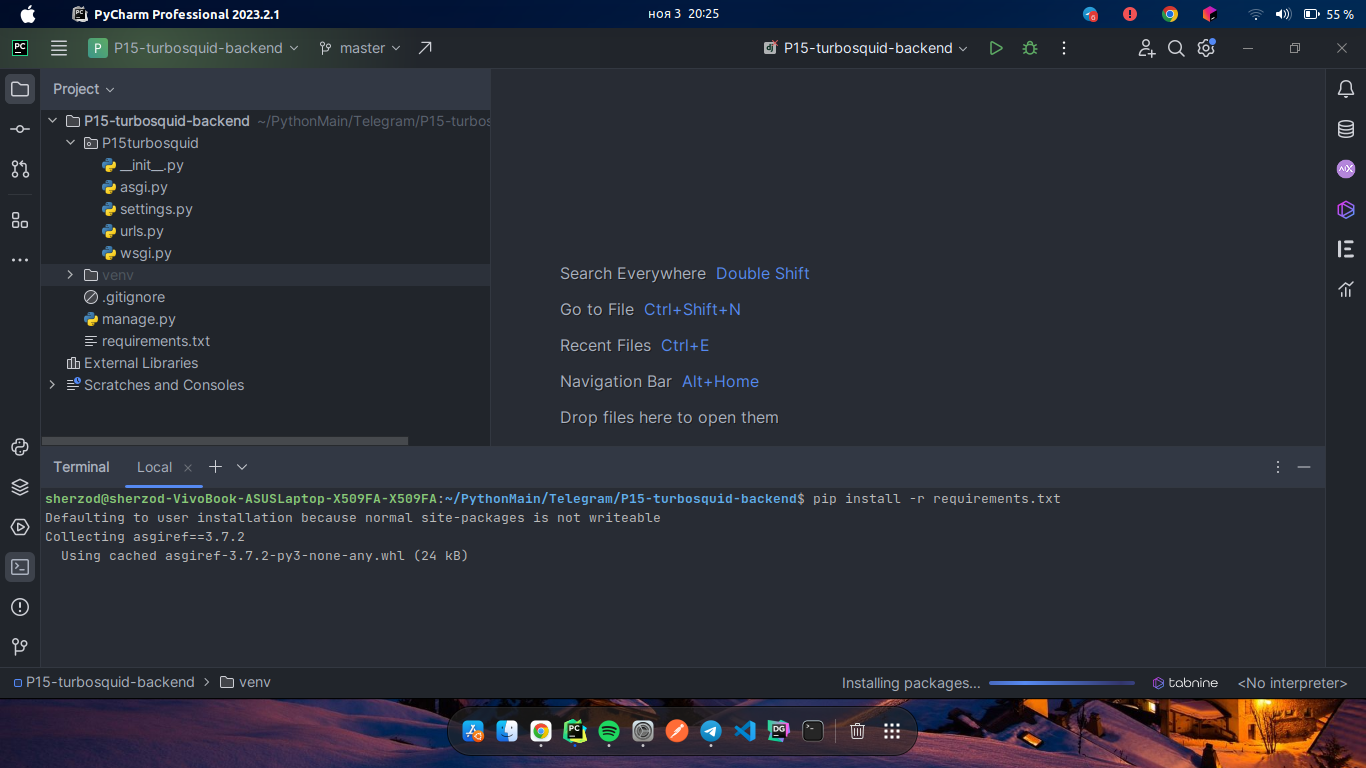 PyCharm Professional 2023.2.1
ноя 3 20:25
6
55 %
PC
P
P15-turbosquid-backend
master
P15-turbosquid-backend
Project
P15-turbosquid-backend ~/PythonMain/Telegram/P15-turbos
P15turbosquid
__init__.py
asgi.py
settings.py
urls.py
wsgi.py
venv
.gitignore
manage.py
requirements.txt
External Libraries
Scratches and Consoles
Search Everywhere Double Shift
Go to File Ctrl+Shift+N
Recent Files Ctrl+E
Navigation Bar Alt+Home
Drop files here to open them
Terminal
Local
sherzod@sherzod-VivoBook-ASUSLaptop-X509FA-X509FA:~/PythonMain/Telegram/P15-turbosquid-backend$ pip install -r requirements.txt
Defaulting to user installation because normal site-packages is not writeable
Collecting asgiref==3.7.2
Using cached asgiref-3.7.2-py3-none-any.whl (24 kB)
P15-turbosquid-backend > venv
Installing packages...
tabnine
<No interpreter>
PC
DG